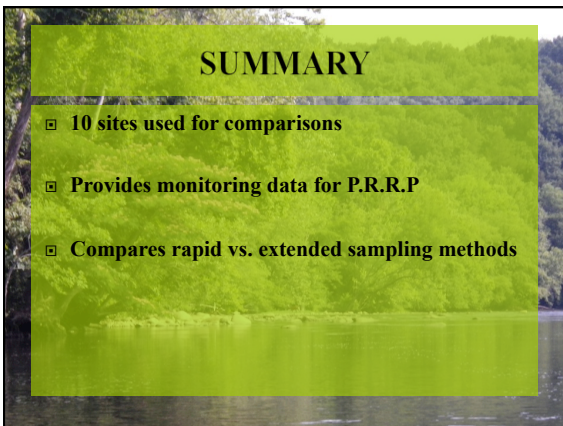 SUMMARY
10 sites used for comparisons
Provides monitoring data for P.R.R.P
Compares rapid vs. extended sampling methods